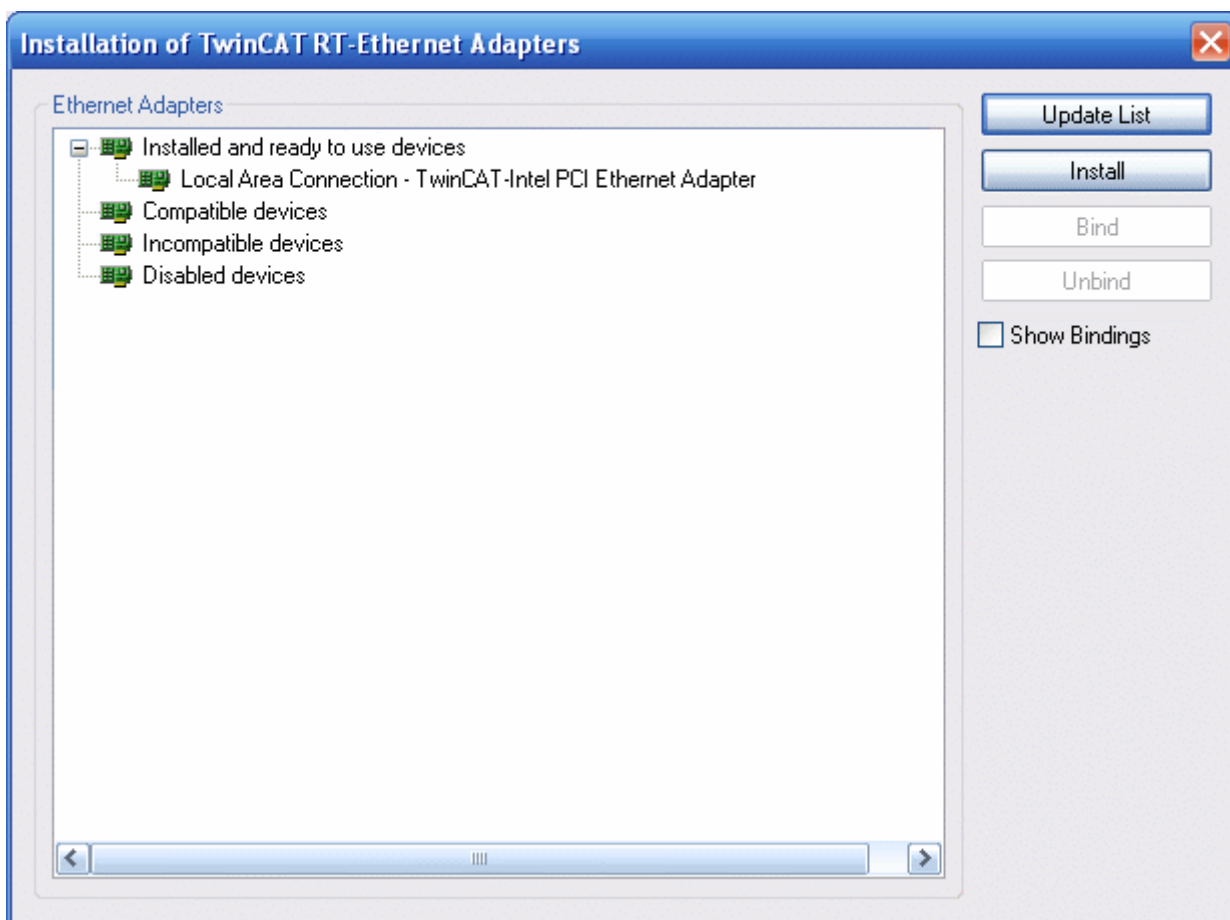 Installation of TwinCAT RT-Ethernet Adapters
Ethernet Adapters
Installed and ready to use devices
Local Area Connection - TwinCAT-Intel PCI Ethernet Adapter
Compatible devices
Incompatible devices
Disabled devices
Update List
Install
Bind
Unbind
Show Bindings